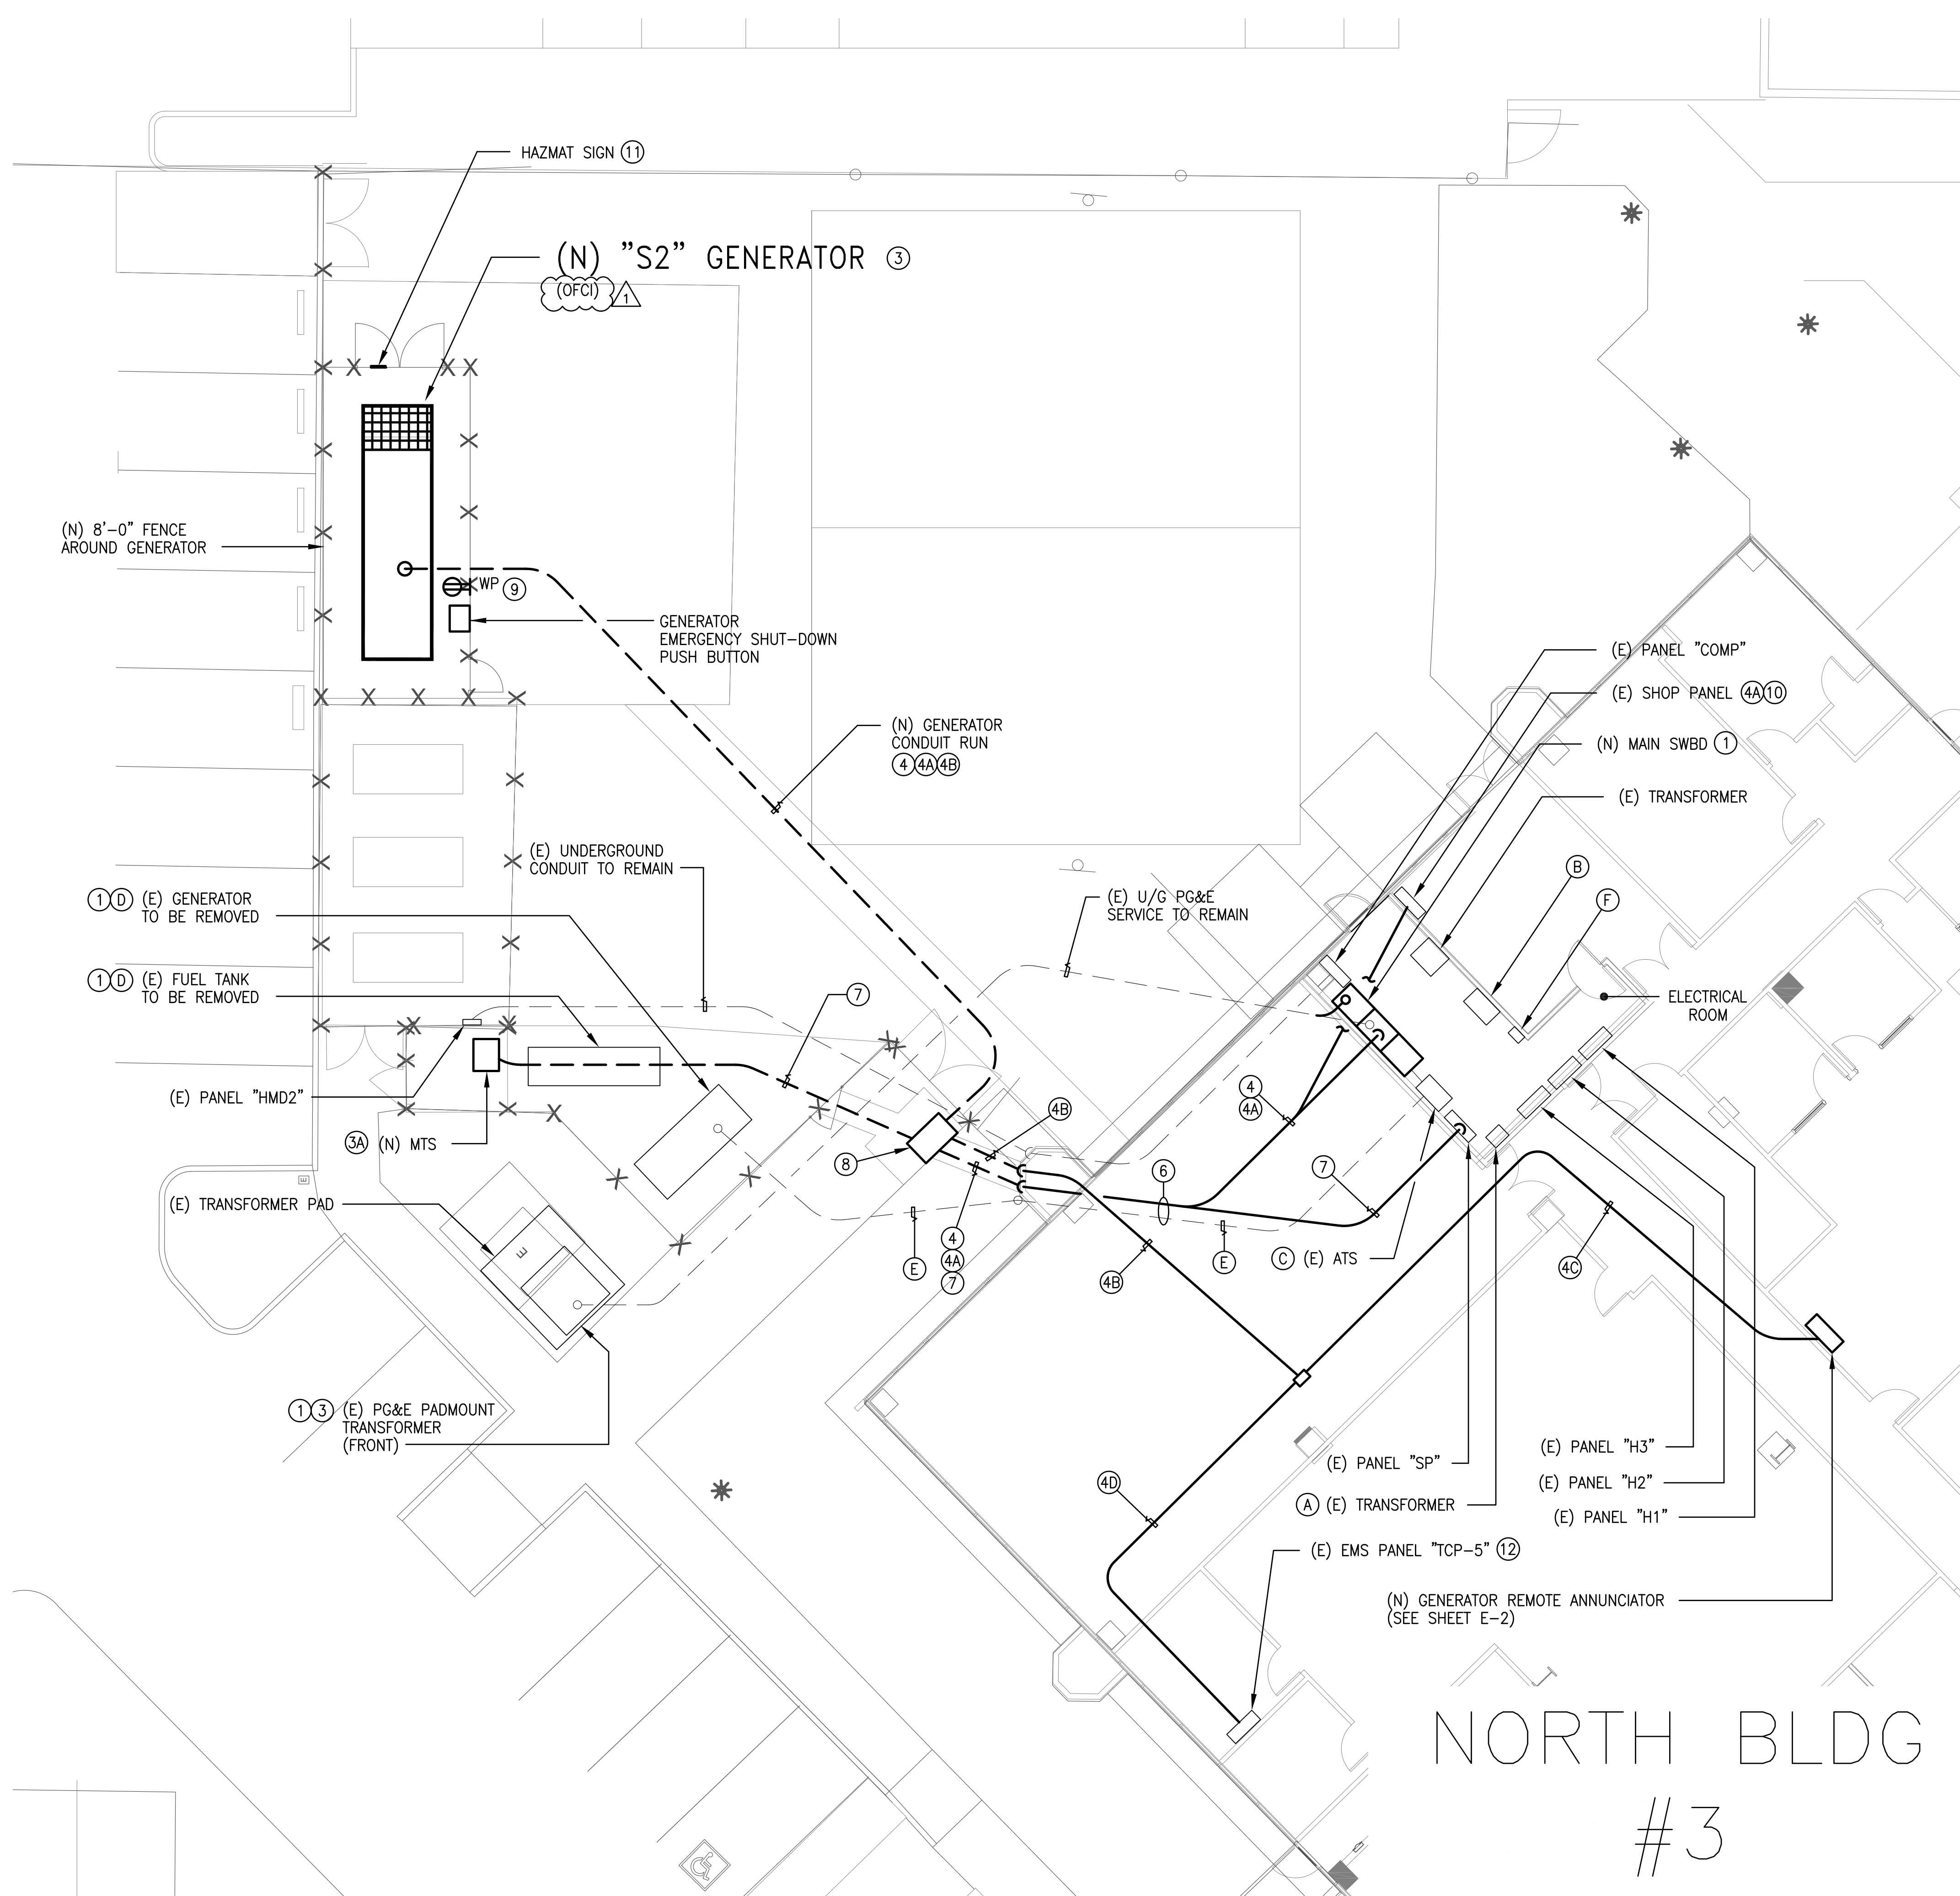 HAZMAT SIGN 11
(N) "S2" GENERATOR 3
(OFCI) 1
(N) 8'-0" FENCE
AROUND GENERATOR
WP 9
GENERATOR
EMERGENCY SHUT-DOWN
PUSH BUTTON
(E) PANEL "COMP"
(E) SHOP PANEL 4A 10
(N) MAIN SWBD 1
(E) TRANSFORMER
(N) GENERATOR
CONDUIT RUN
4 4A 4B
(E) UNDERGROUND
CONDUIT TO REMAIN
B
F
1 D (E) GENERATOR
TO BE REMOVED
(E) U/G PG&E
SERVICE TO REMAIN
1 D (E) FUEL TANK
TO BE REMOVED
7
ELECTRICAL
ROOM
(E) PANEL "HMD2"
4
4A
4B
3A (N) MTS
8
6
7
E
(E) TRANSFORMER PAD
E
4
4A
7
E
4B
E
C (E) ATS
4C
1 3 (E) PG&E PADMOUNT
TRANSFORMER
(FRONT)
(E) PANEL "SP"
(E) PANEL "H3"
(E) PANEL "H2"
A (E) TRANSFORMER
(E) PANEL "H1"
4D
(E) EMS PANEL "TCP-5" 12
(N) GENERATOR REMOTE ANNUNCIATOR
(SEE SHEET E-2)
NORTH BLDG
#3